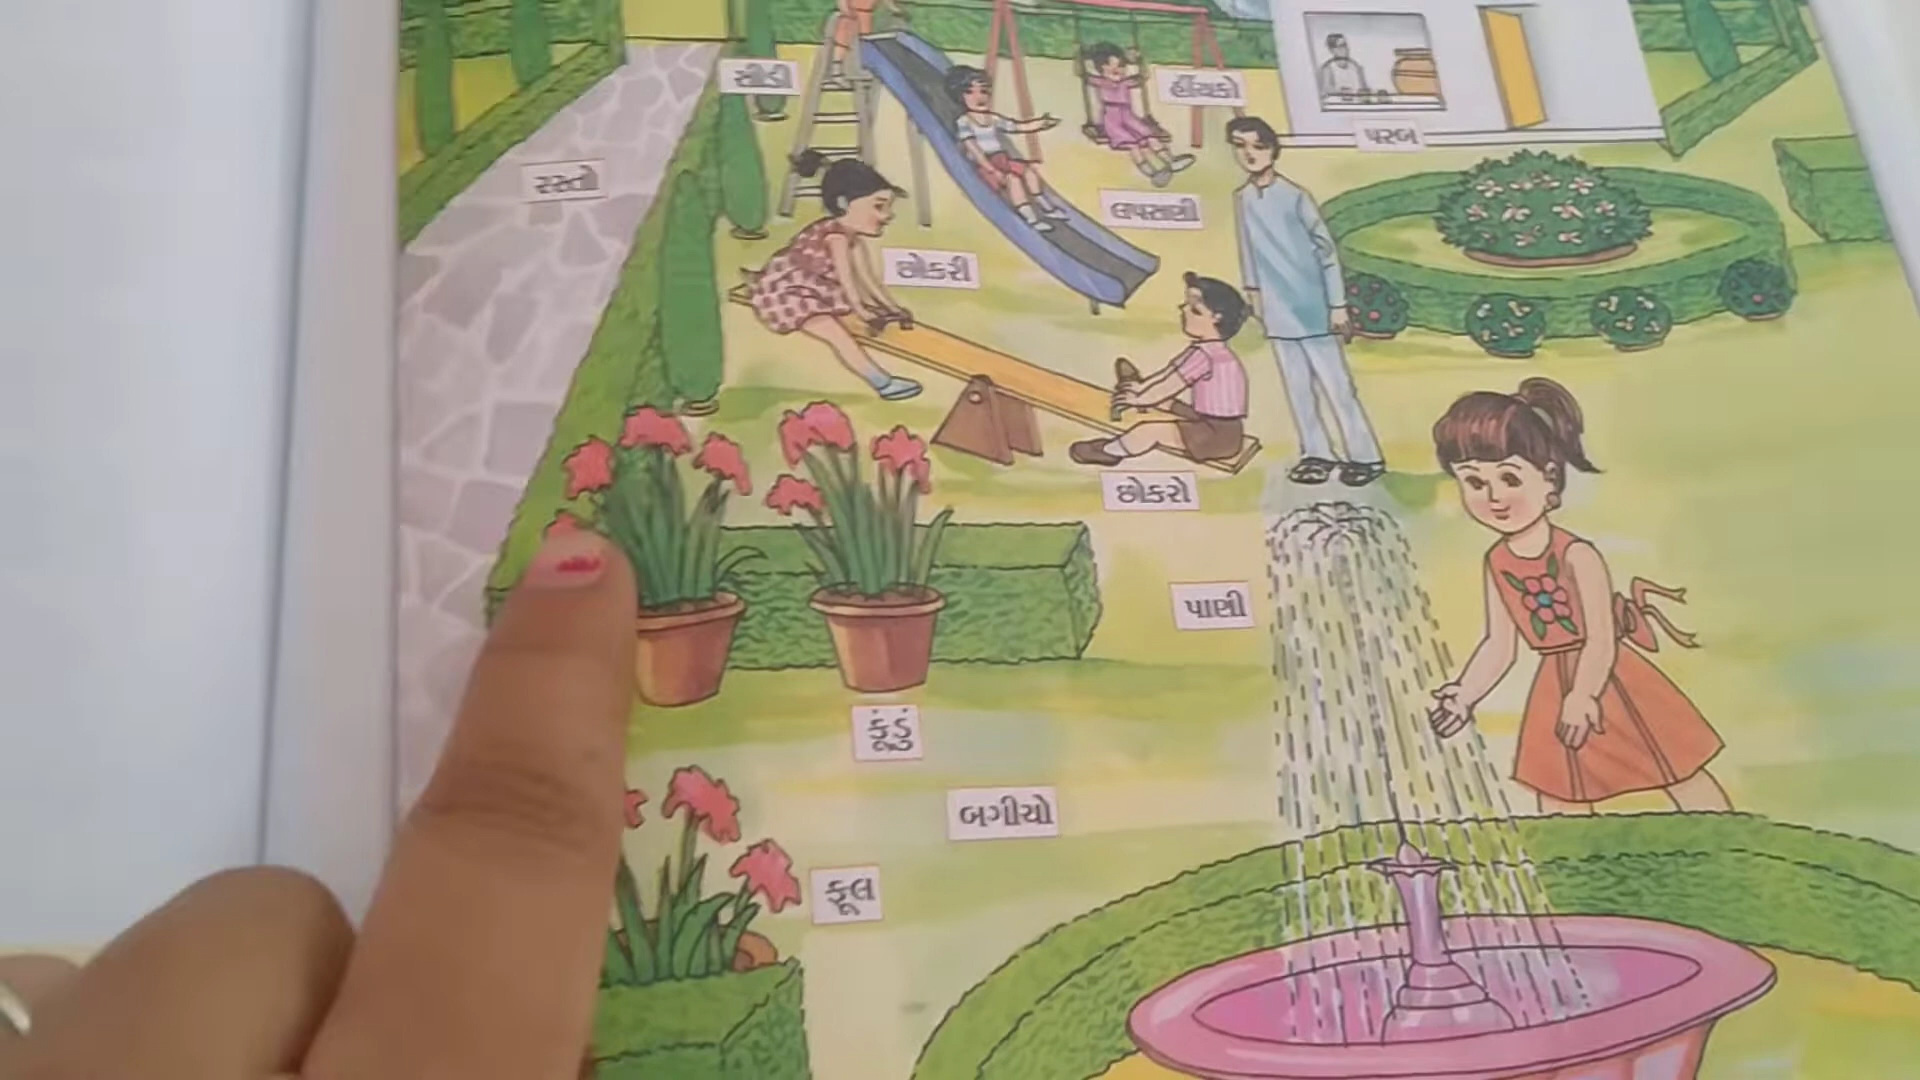 સીડી
હીંચકો
પરબ
રસ્તો
લપસણી
છોકરી
છોકરો
પાણી
કૂંડું
બગીચો
ફૂલ